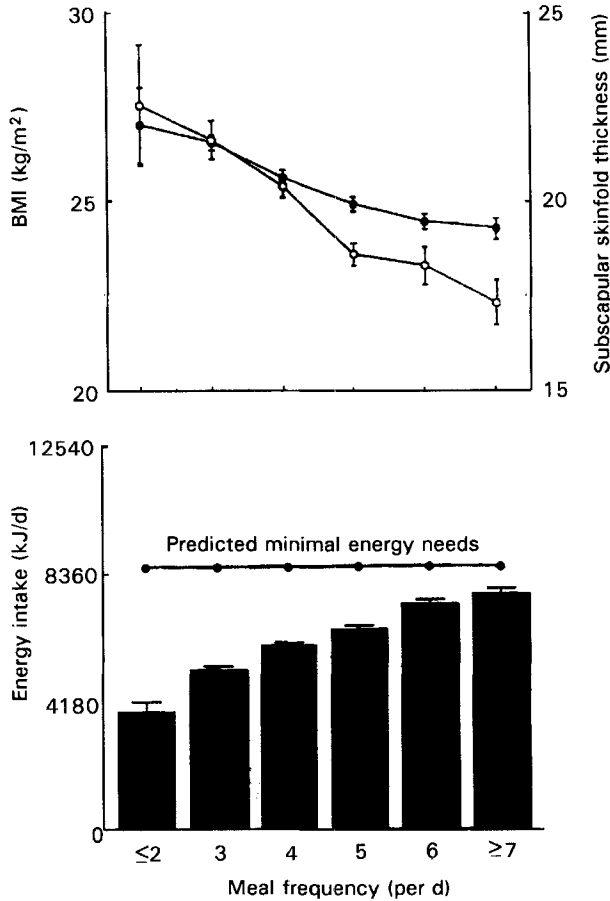 30
25
20
BMI (kg/m²)
25
20
15
Subscapular skinfold thickness (mm)
12540
8360
4180
0
Energy intake (kJ/d)
Predicted minimal energy needs
≤2 3 4 5 6 ≥7
Meal frequency (per d)